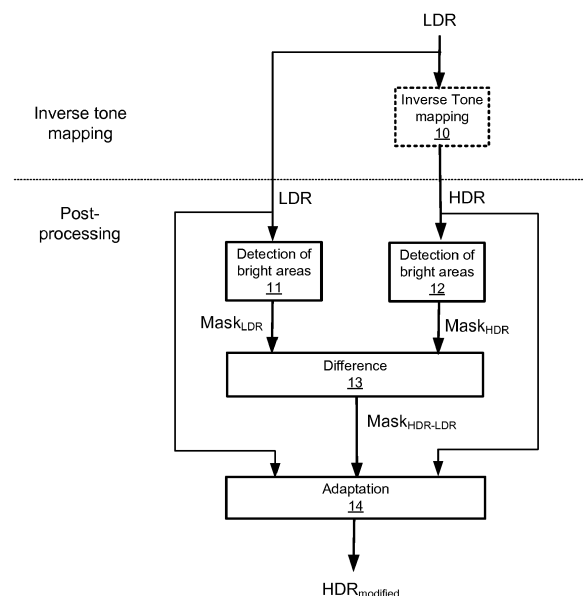 LDR
Inverse tone
mapping
Inverse Tone
mapping
10
LDR
HDR
Post-
processing
Detection of
bright areas
11
Detection of
bright areas
12
MaskLDR
MaskHDR
Difference
13
MaskHDR-LDR
Adaptation
14
HDRmodified